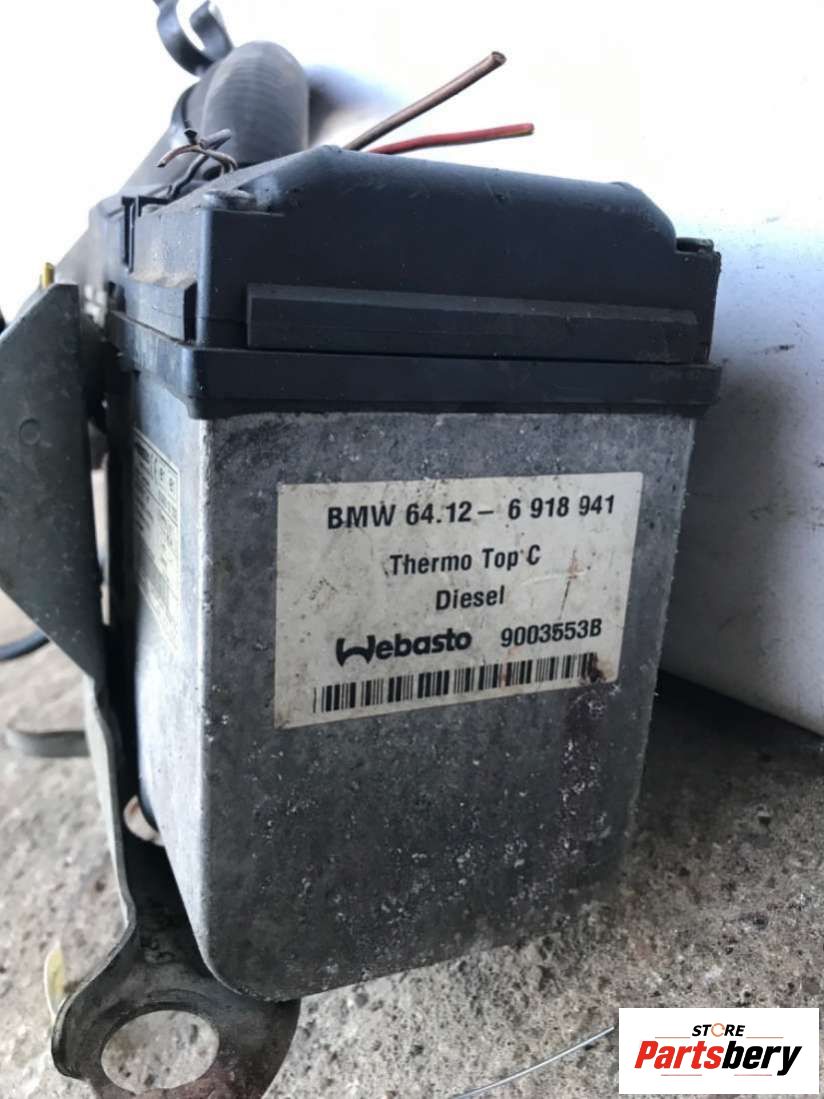 BMW 64.12- 6 918 941
Thermo Top C
Diesel
Webasto 9003553B
STORE
Partsbery